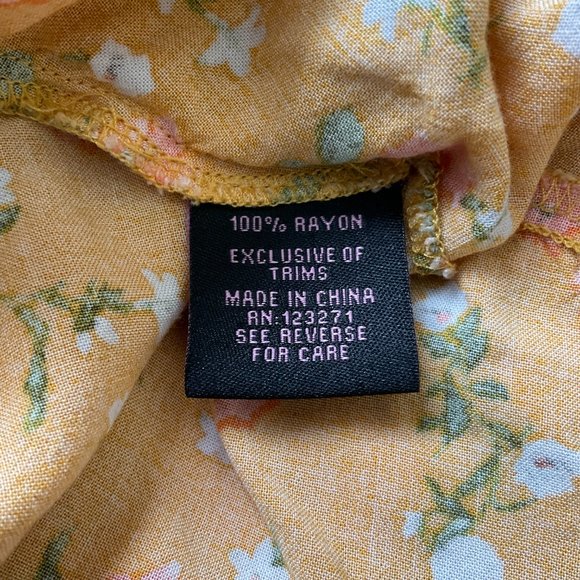 100% RAYON
EXCLUSIVE OF
TRIMS
MADE IN CHINA
RN:123271
SEE REVERSE
FOR CARE